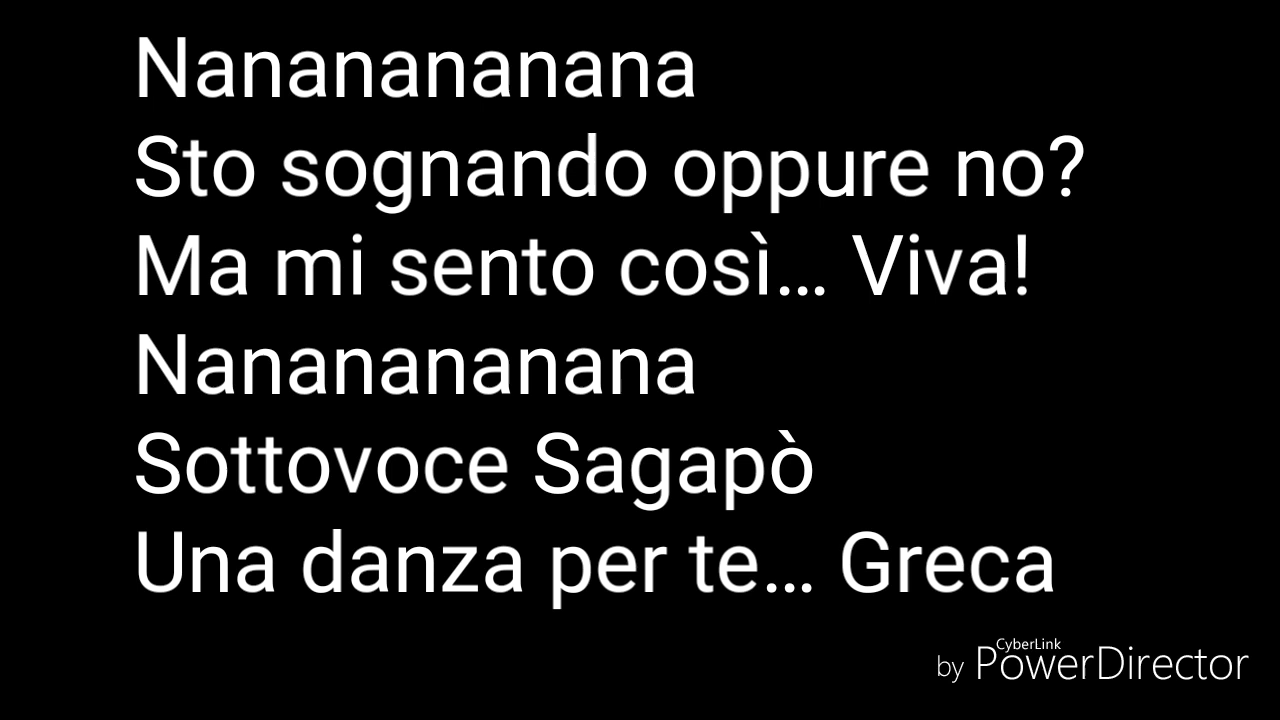 Nanananananana
Sto sognando oppure no?
Ma mi sento così... Viva!
Nanananananana
Sottovoce Sagapò
Una danza per te... Greca
by CyberLink PowerDirector